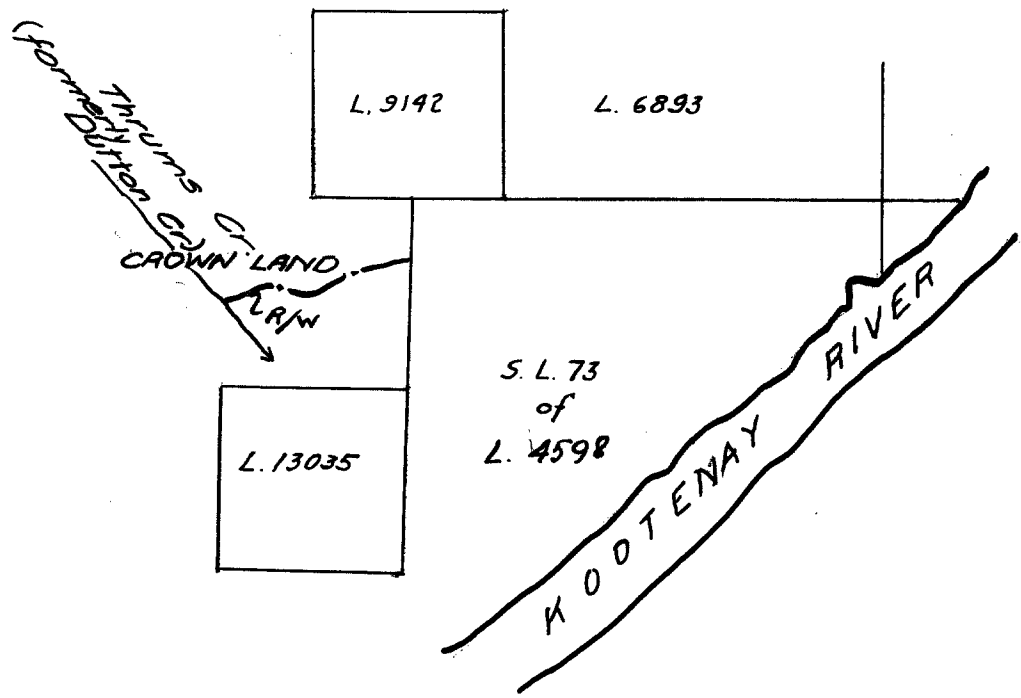 L. 9142
L. 6893
Thrums Cr.
(formerly
Dutton Cr.)
CROWN LAND
R/W
S. L. 73
of
L. 4598
L. 13035
KOOTENAY RIVER